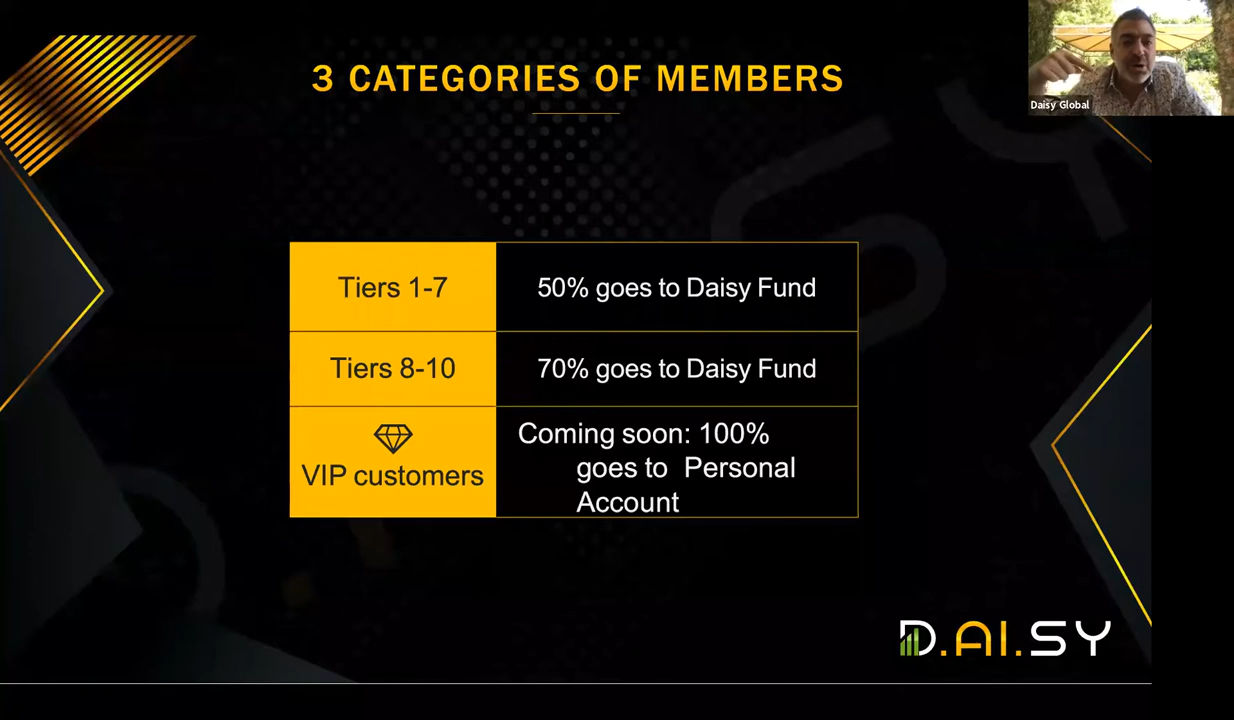 3 CATEGORIES OF MEMBERS
Daisy Global
Tiers 1-7
50% goes to Daisy Fund
Tiers 8-10
70% goes to Daisy Fund
VIP customers
Coming soon: 100%
goes to Personal
Account
D.AI.SY